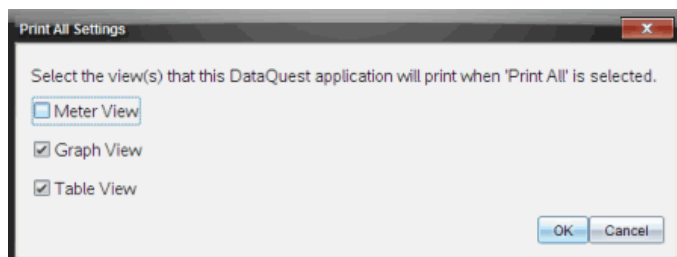 Print All Settings
Select the view(s) that this DataQuest application will print when 'Print All' is selected.
Meter View
Graph View
Table View
OK Cancel